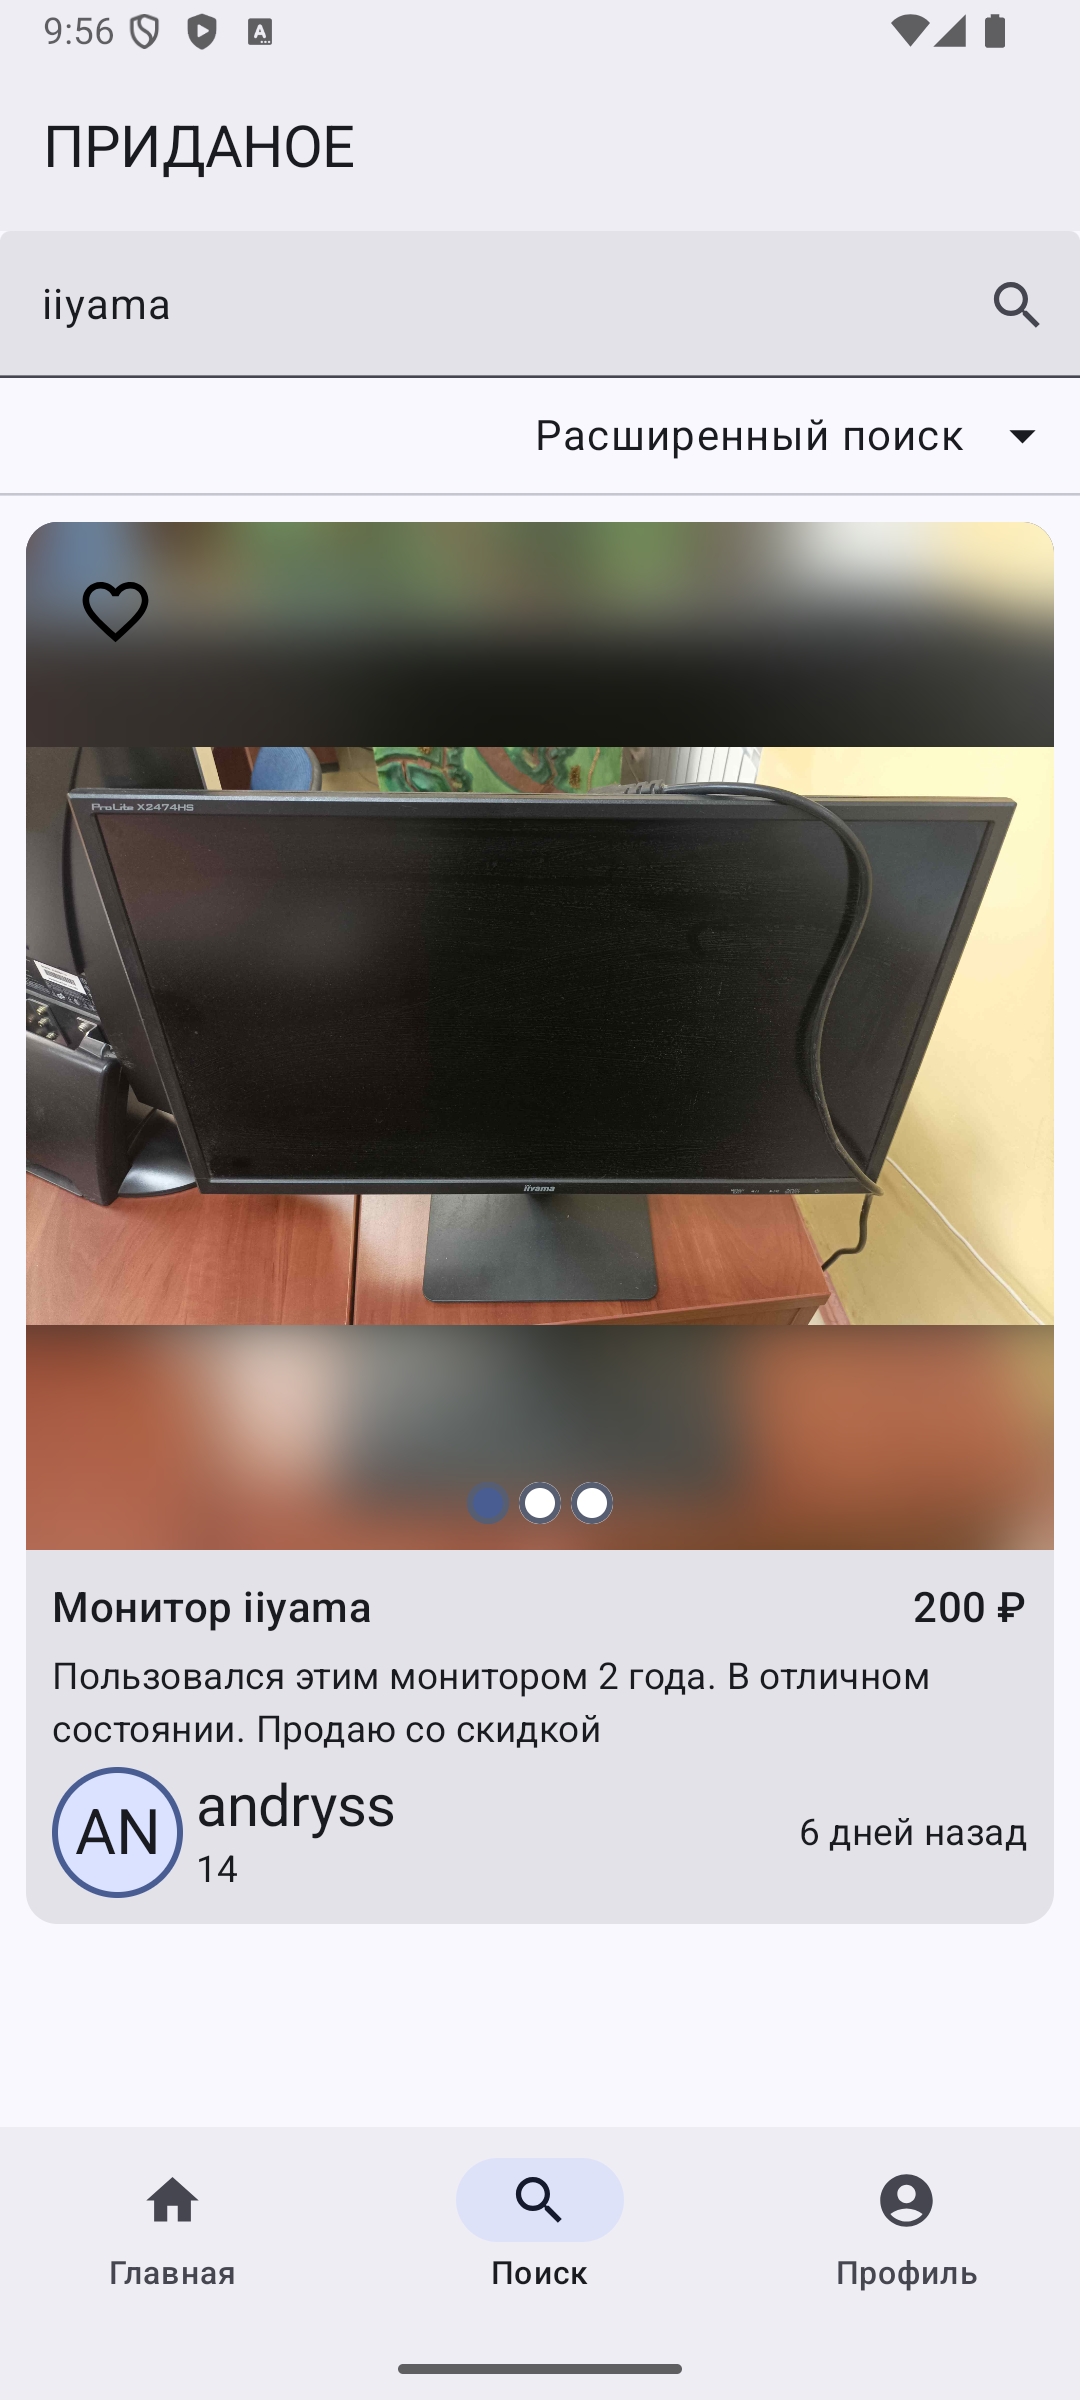 9:56
ПРИДАНОЕ
iiyama
Расширенный поиск
ProLite X2474HS
iiyama
Монитор iiyama
200 ₽
Пользовался этим монитором 2 года. В отличном
состоянии. Продаю со скидкой
AN
andryss
14
6 дней назад
Главная
Поиск
Профиль